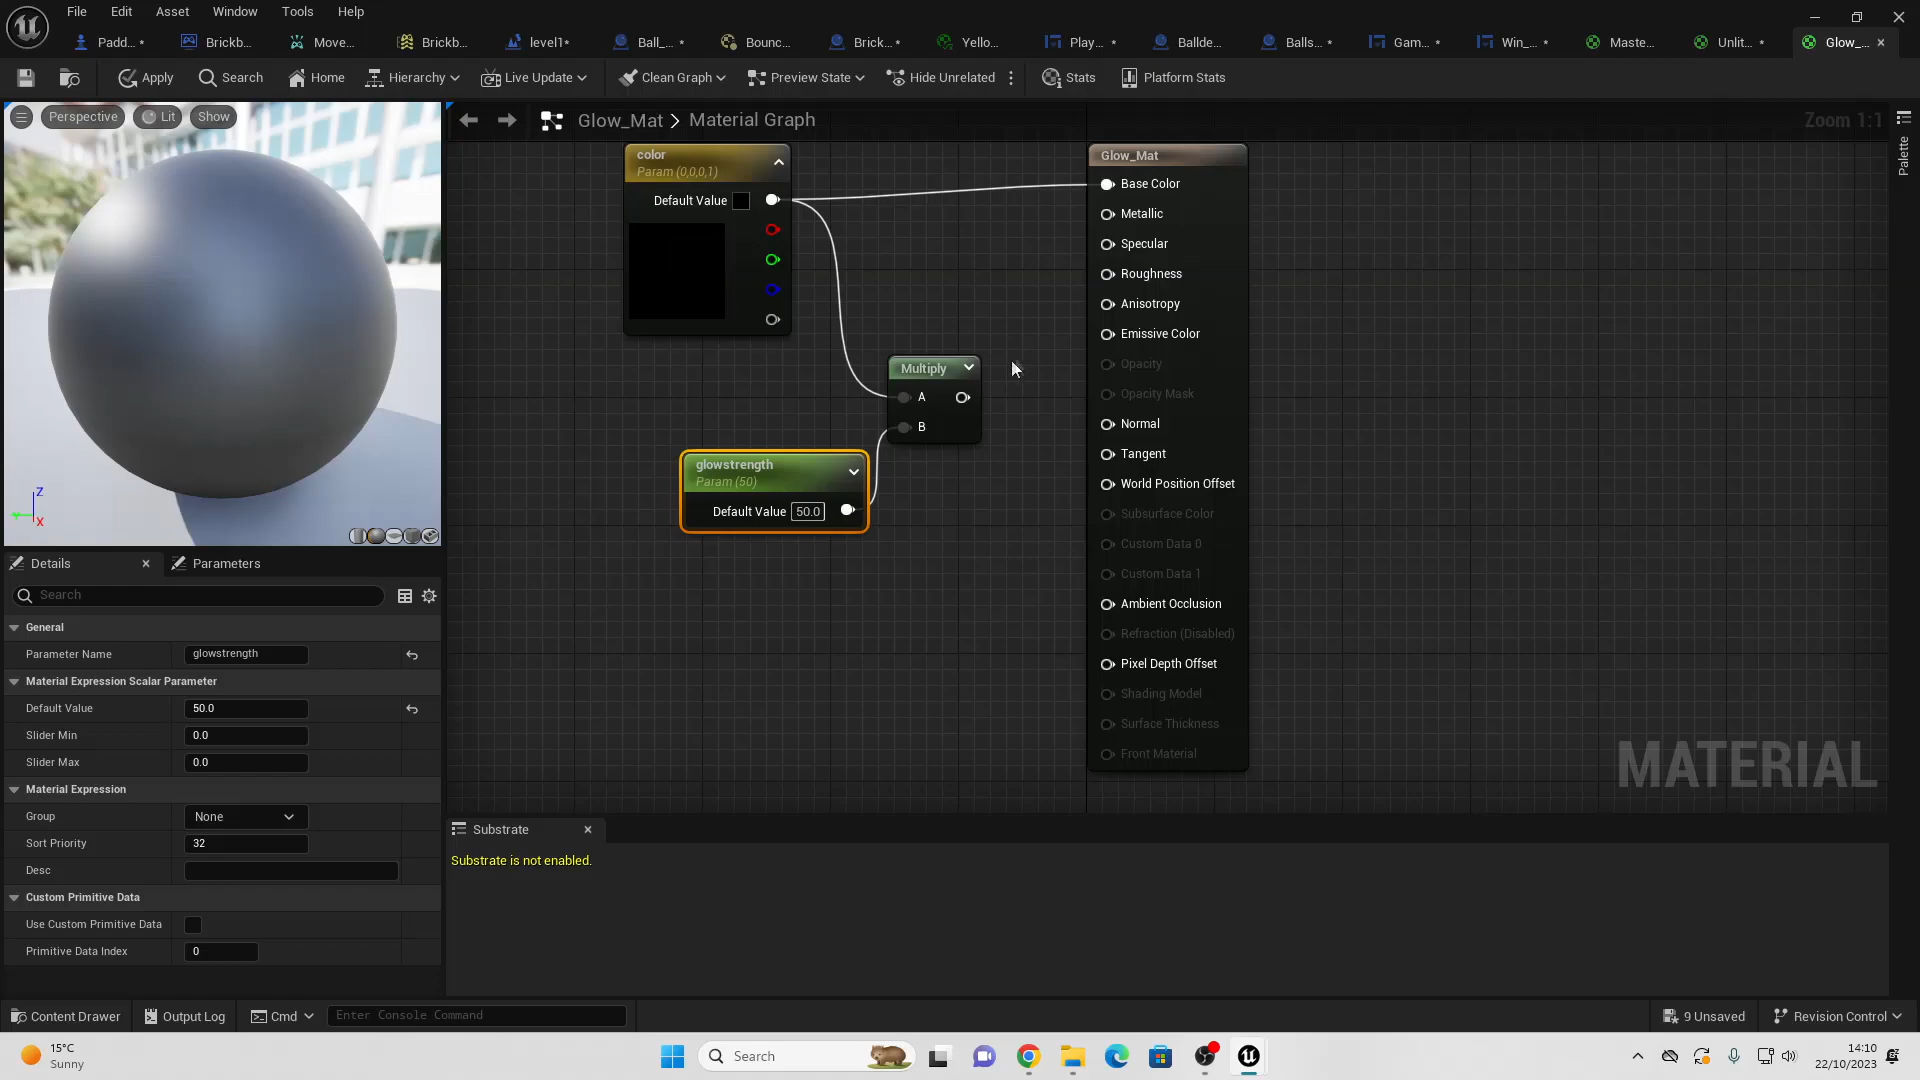 File Edit Asset Window Tools Help
Padd... * Brickb... Move... Brickb... level1* Ball_... * Bounc... Brick...* Yello... Play... * Ballde... Balls...* Gam... * Win_... * Maste... Unlit... * Glow_...
Apply Search Home Hierarchy Live Update Clean Graph Preview State Hide Unrelated Stats Platform Stats
Perspective Lit Show
Glow_Mat > Material Graph
Zoom 1:1
Palette
color
Param (0,0,0,1)
Default Value
Multiply
A
B
glowstrength
Param (50)
Default Value 50.0
Glow_Mat
Base Color
Metallic
Specular
Roughness
Anisotropy
Emissive Color
Opacity
Opacity Mask
Normal
Tangent
World Position Offset
Subsurface Color
Custom Data 0
Custom Data 1
Ambient Occlusion
Refraction (Disabled)
Pixel Depth Offset
Shading Model
Surface Thickness
Front Material
MATERIAL
Z
Y
X
Details Parameters
Search
General
Parameter Name glowstrength
Material Expression Scalar Parameter
Default Value 50.0
Slider Min 0.0
Slider Max 0.0
Material Expression
Group None
Sort Priority 32
Desc
Custom Primitive Data
Use Custom Primitive Data
Primitive Data Index 0
Substrate
Substrate is not enabled.
Content Drawer Output Log Cmd Enter Console Command 9 Unsaved Revision Control
15°C
Sunny
Search
14:10
22/10/2023